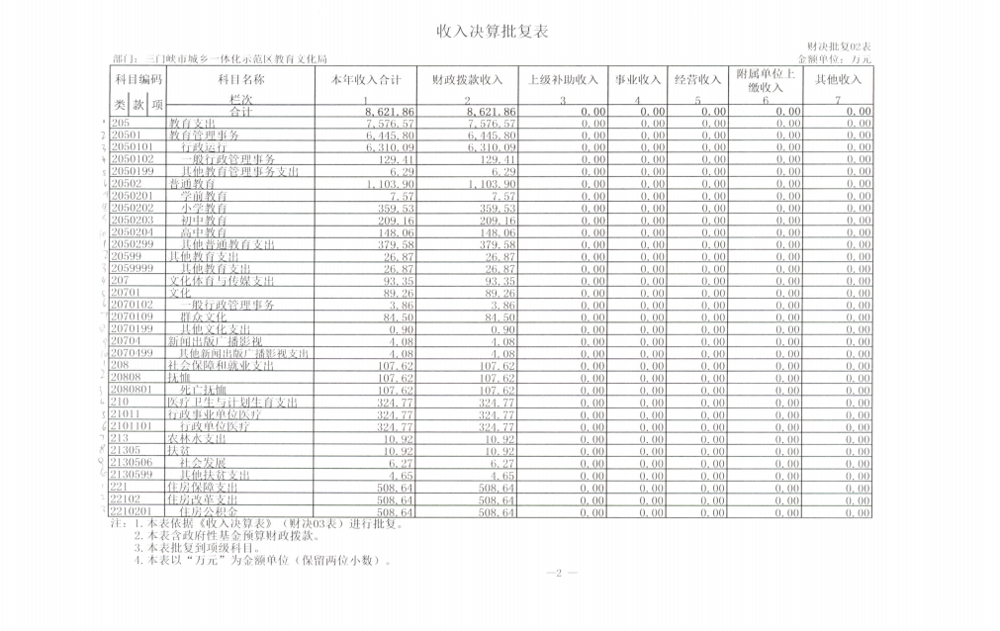 收入决算批复表
财决批复02表
部门：三门峡市城乡一体化示范区教育文化局 金额单位：万元
科目编码 科目名称 本年收入合计 财政拨款收入 上级补助收入 事业收入 经营收入 附属单位上缴收入 其他收入
类 款 项 栏次 1 2 3 4 5 6 7
合计 8,621.86 8,621.86 0.00 0.00 0.00 0.00 0.00
205 教育支出 7,576.57 7,576.57 0.00 0.00 0.00 0.00 0.00
20501 教育管理事务 6,445.80 6,445.80 0.00 0.00 0.00 0.00 0.00
2050101 行政运行 6,310.09 6,310.09 0.00 0.00 0.00 0.00 0.00
2050102 一般行政管理事务 129.41 129.41 0.00 0.00 0.00 0.00 0.00
2050199 其他教育管理事务支出 6.29 6.29 0.00 0.00 0.00 0.00 0.00
20502 普通教育 1,103.90 1,103.90 0.00 0.00 0.00 0.00 0.00
2050201 学前教育 7.57 7.57 0.00 0.00 0.00 0.00 0.00
2050202 小学教育 359.53 359.53 0.00 0.00 0.00 0.00 0.00
2050203 初中教育 209.16 209.16 0.00 0.00 0.00 0.00 0.00
2050204 高中教育 148.06 148.06 0.00 0.00 0.00 0.00 0.00
2050299 其他普通教育支出 379.58 379.58 0.00 0.00 0.00 0.00 0.00
20599 其他教育支出 26.87 26.87 0.00 0.00 0.00 0.00 0.00
2059999 其他教育支出 26.87 26.87 0.00 0.00 0.00 0.00 0.00
207 文化体育与传媒支出 93.35 93.35 0.00 0.00 0.00 0.00 0.00
20701 文化 89.26 89.26 0.00 0.00 0.00 0.00 0.00
2070102 一般行政管理事务 3.86 3.86 0.00 0.00 0.00 0.00 0.00
2070109 群众文化 84.50 84.50 0.00 0.00 0.00 0.00 0.00
2070199 其他文化支出 0.90 0.90 0.00 0.00 0.00 0.00 0.00
20704 新闻出版广播影视 4.08 4.08 0.00 0.00 0.00 0.00 0.00
2070499 其他新闻出版广播影视支出 4.08 4.08 0.00 0.00 0.00 0.00 0.00
208 社会保障和就业支出 107.62 107.62 0.00 0.00 0.00 0.00 0.00
20808 抚恤 107.62 107.62 0.00 0.00 0.00 0.00 0.00
2080801 死亡抚恤 107.62 107.62 0.00 0.00 0.00 0.00 0.00
210 医疗卫生与计划生育支出 324.77 324.77 0.00 0.00 0.00 0.00 0.00
21011 行政事业单位医疗 324.77 324.77 0.00 0.00 0.00 0.00 0.00
2101101 行政单位医疗 324.77 324.77 0.00 0.00 0.00 0.00 0.00
213 农林水支出 10.92 10.92 0.00 0.00 0.00 0.00 0.00
21305 扶贫 10.92 10.92 0.00 0.00 0.00 0.00 0.00
2130506 社会发展 6.27 6.27 0.00 0.00 0.00 0.00 0.00
2130599 其他扶贫支出 4.65 4.65 0.00 0.00 0.00 0.00 0.00
221 住房保障支出 508.64 508.64 0.00 0.00 0.00 0.00 0.00
22102 住房改革支出 508.64 508.64 0.00 0.00 0.00 0.00 0.00
2210201 住房公积金 508.64 508.64 0.00 0.00 0.00 0.00 0.00
注：1.本表依据《收入决算表》（财决03表）进行批复。
2.本表含政府性基金预算财政拨款。
3.本表批复到项级科目。
4.本表以“万元”为金额单位（保留两位小数）。
—2 —